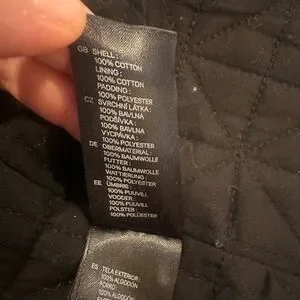 GB SHELL :
100% COTTON
LINING :
100% COTTON
PADDING :
100% POLYESTER
CZ SVRCHNÍ LÁTKA :
100% BAVLNA
PODŠÍVKA :
100% BAVLNA
VYCPÁVKA :
100% POLYESTER
DE OBERMATERIAL :
100% BAUMWOLLE
FUTTER :
100% BAUMWOLLE
WATTIERUNG :
100% POLYESTER
EE ÜMBRIS :
100% PUUVILL
VOODER :
100% PUUVILL
POLSTER :
100% POLÜESTER
ES TELA EXTERIOR :
100% ALGODÓN
FORRO :
100% ALGODÓN